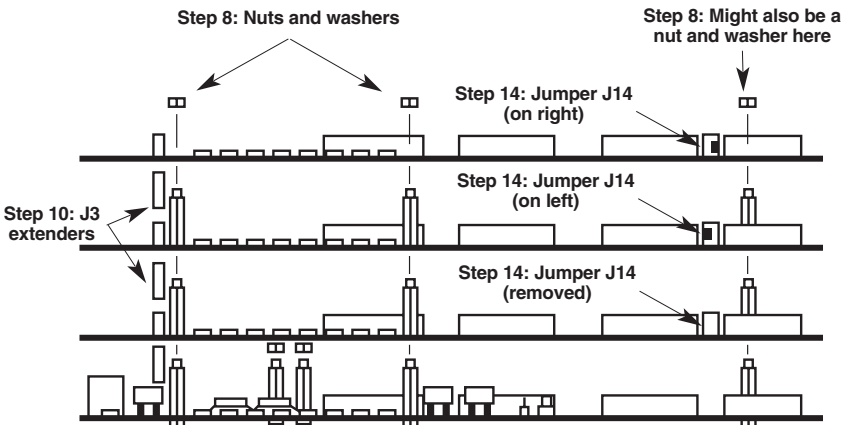 Step 8: Nuts and washers
Step 8: Might also be a
nut and washer here
Step 14: Jumper J14
(on right)
Step 14: Jumper J14
(on left)
Step 10: J3
extenders
Step 14: Jumper J14
(removed)